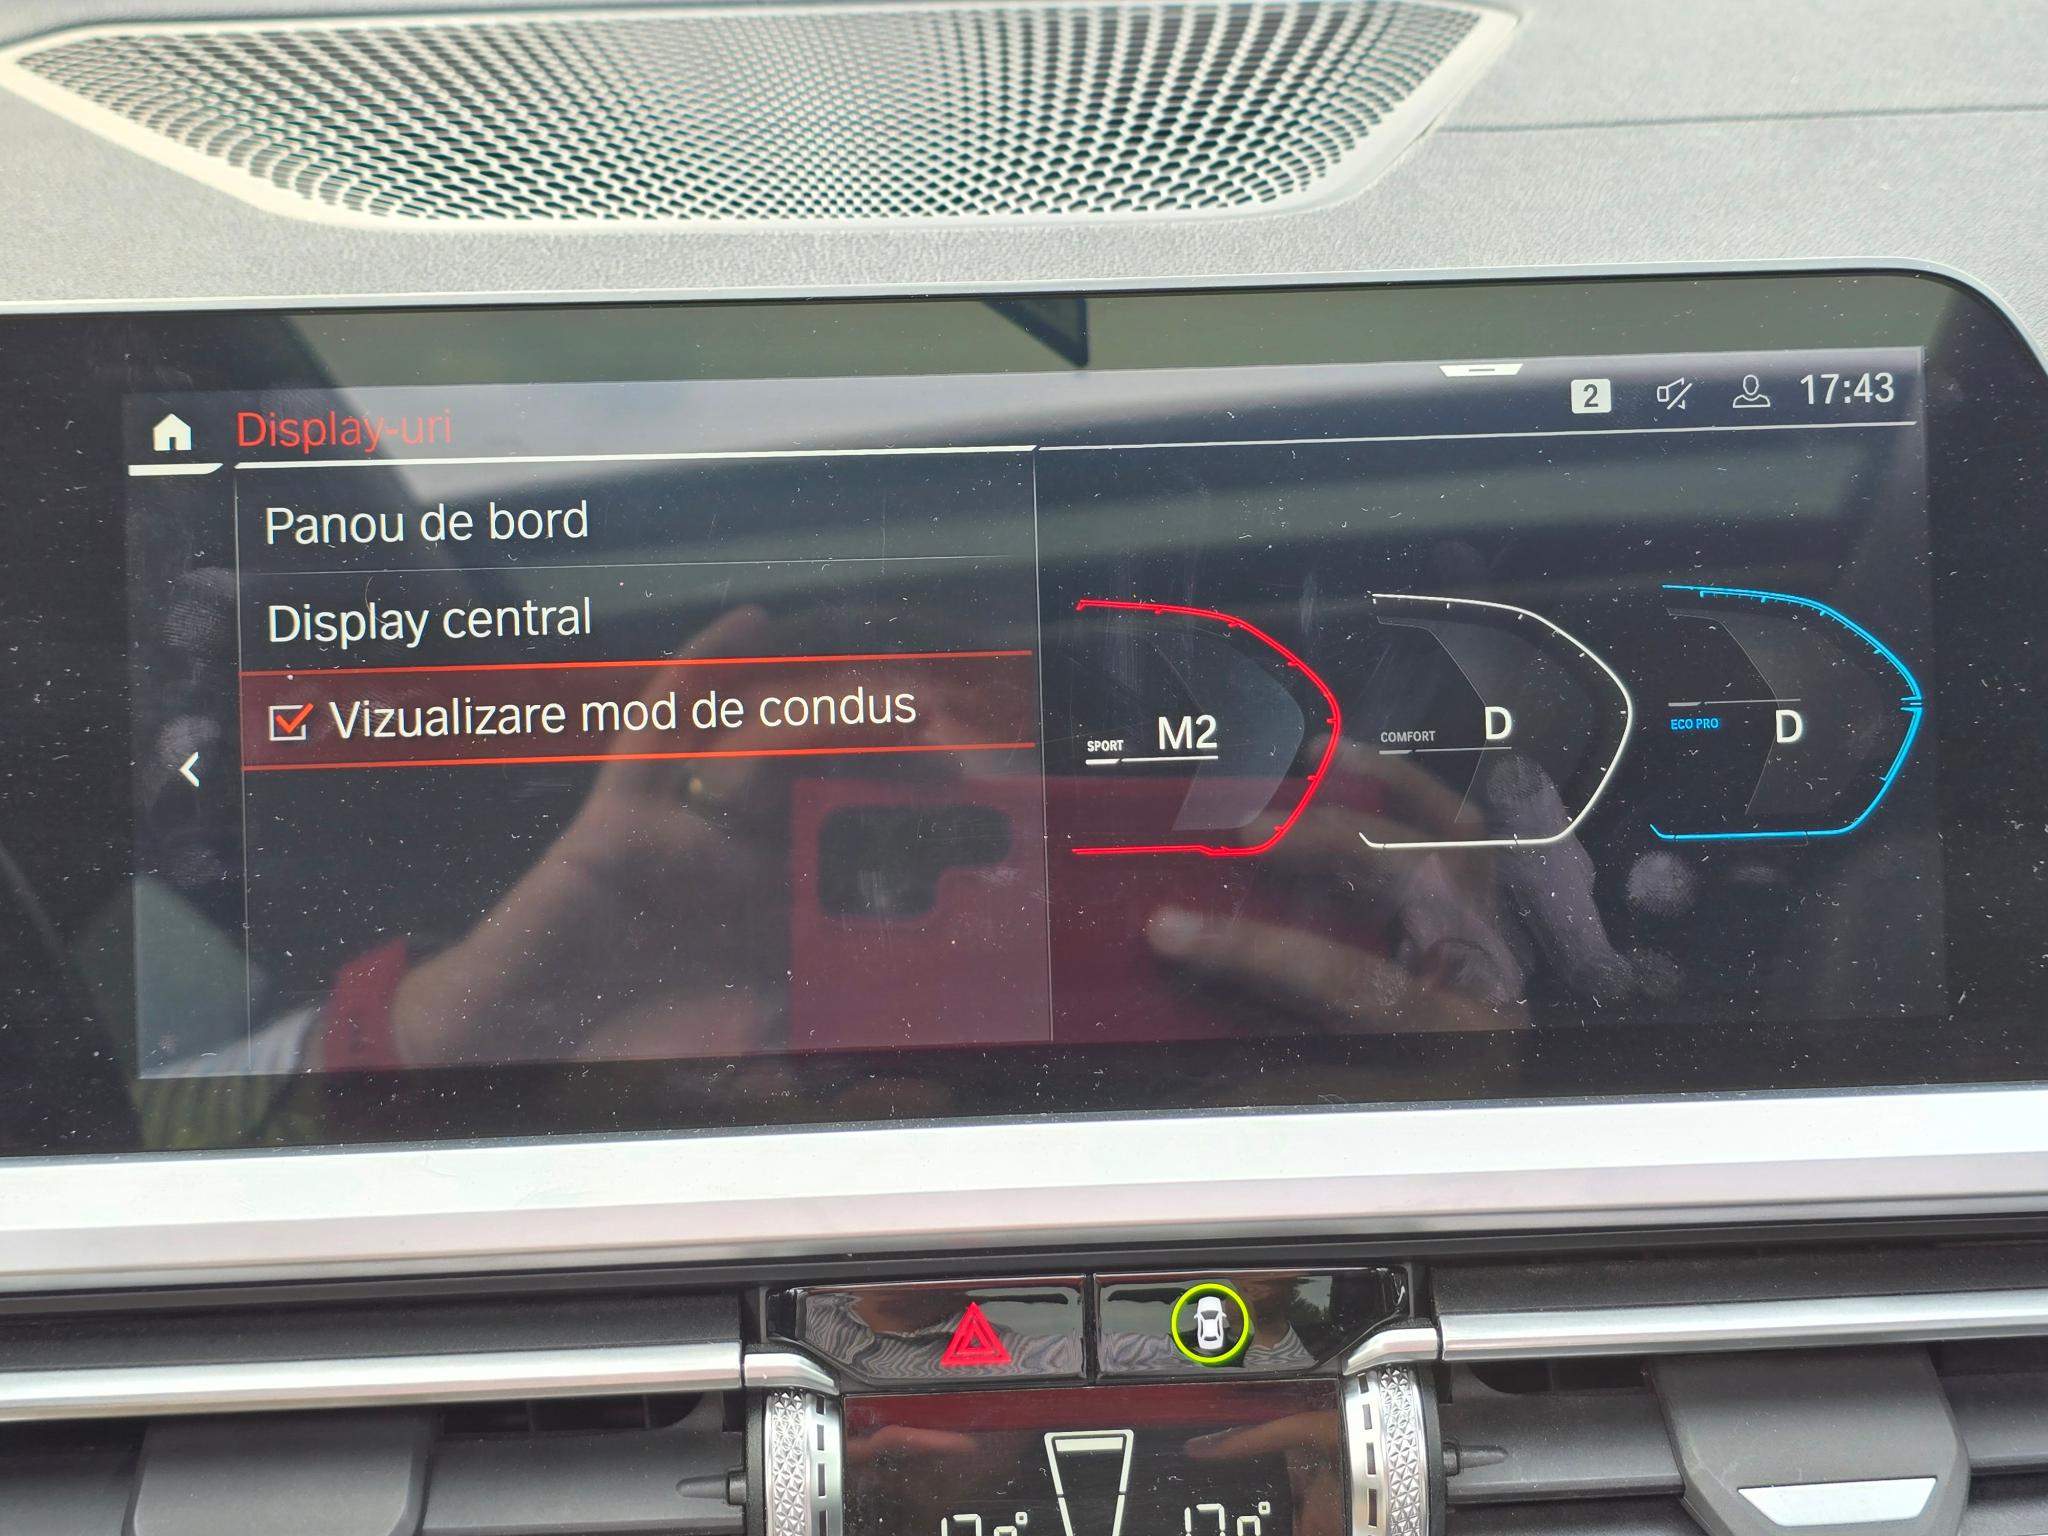 Display-uri
2
17:43
Panou de bord
Display central
Vizualizare mod de condus
SPORT M2
COMFORT D
ECO PRO D